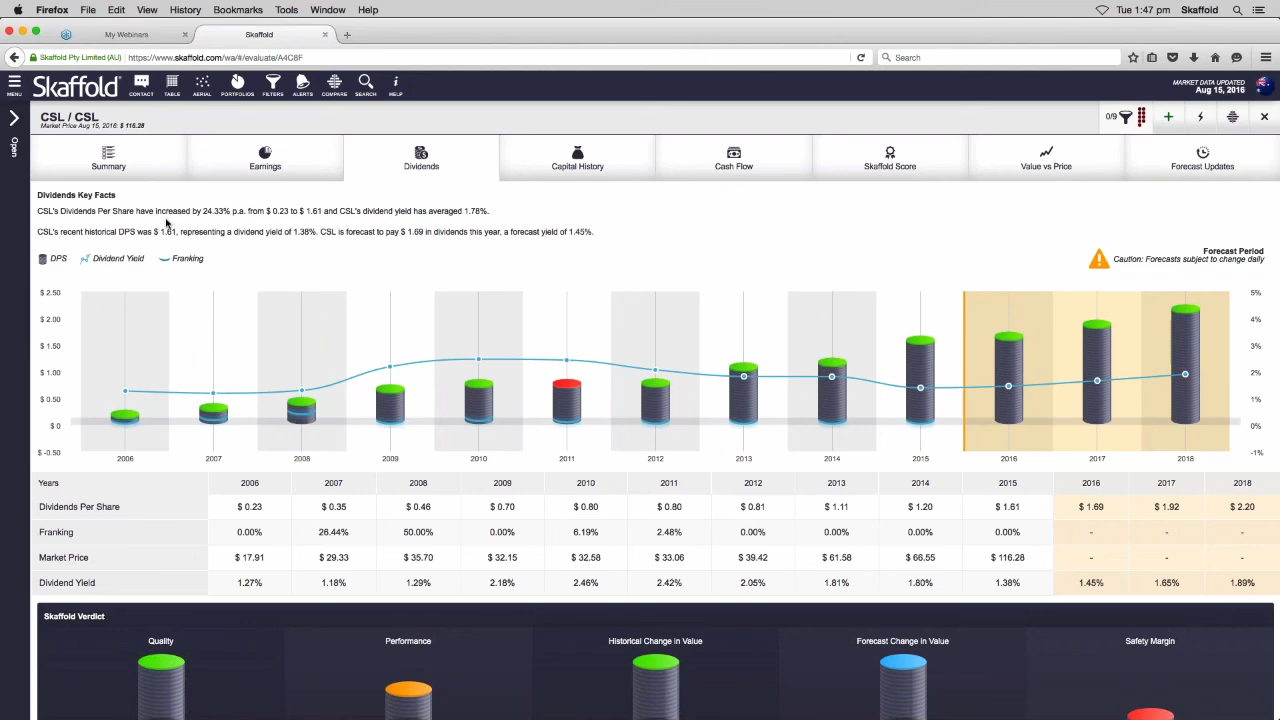 Firefox File Edit View History Bookmarks Tools Window Help Tue 1:47 pm Skaffold
My Webinars Skaffold
Skaffold Pty Limited (AU) https://www.skaffold.com/wa/#/evaluate/A4C8F Search
MENU Skaffold CONTACT TABLE AERIAL PORTFOLIOS FILTERS ALERTS COMPARE SEARCH HELP
MARKET DATA UPDATED
Aug 15, 2016
Open
CSL / CSL
Market Price Aug 15, 2016: $ 116.28
0/9
Summary Earnings Dividends Capital History Cash Flow Skaffold Score Value vs Price Forecast Updates
Dividends Key Facts
CSL's Dividends Per Share have increased by 24.33% p.a. from $ 0.23 to $ 1.61 and CSL's dividend yield has averaged 1.78%.
CSL's recent historical DPS was $ 1.61, representing a dividend yield of 1.38%. CSL is forecast to pay $ 1.69 in dividends this year, a forecast yield of 1.45%.
DPS Dividend Yield Franking
Forecast Period
Caution: Forecasts subject to change daily
$ 2.50 5%
$ 2.00 4%
$ 1.50 3%
$ 1.00 2%
$ 0.50 1%
$ 0 0%
$ -0.50 -1%
2006 2007 2008 2009 2010 2011 2012 2013 2014 2015 2016 2017 2018
Years 2006 2007 2008 2009 2010 2011 2012 2013 2014 2015 2016 2017 2018
Dividends Per Share $ 0.23 $ 0.35 $ 0.46 $ 0.70 $ 0.80 $ 0.80 $ 0.81 $ 1.11 $ 1.20 $ 1.61 $ 1.69 $ 1.92 $ 2.20
Franking 0.00% 26.44% 50.00% 0.00% 6.19% 2.48% 0.00% 0.00% 0.00% 0.00% - - -
Market Price $ 17.91 $ 29.33 $ 35.70 $ 32.15 $ 32.58 $ 33.06 $ 39.42 $ 61.58 $ 66.55 $ 116.28 - - -
Dividend Yield 1.27% 1.18% 1.29% 2.18% 2.46% 2.42% 2.05% 1.81% 1.80% 1.38% 1.45% 1.65% 1.89%
Skaffold Verdict
Quality Performance Historical Change in Value Forecast Change in Value Safety Margin